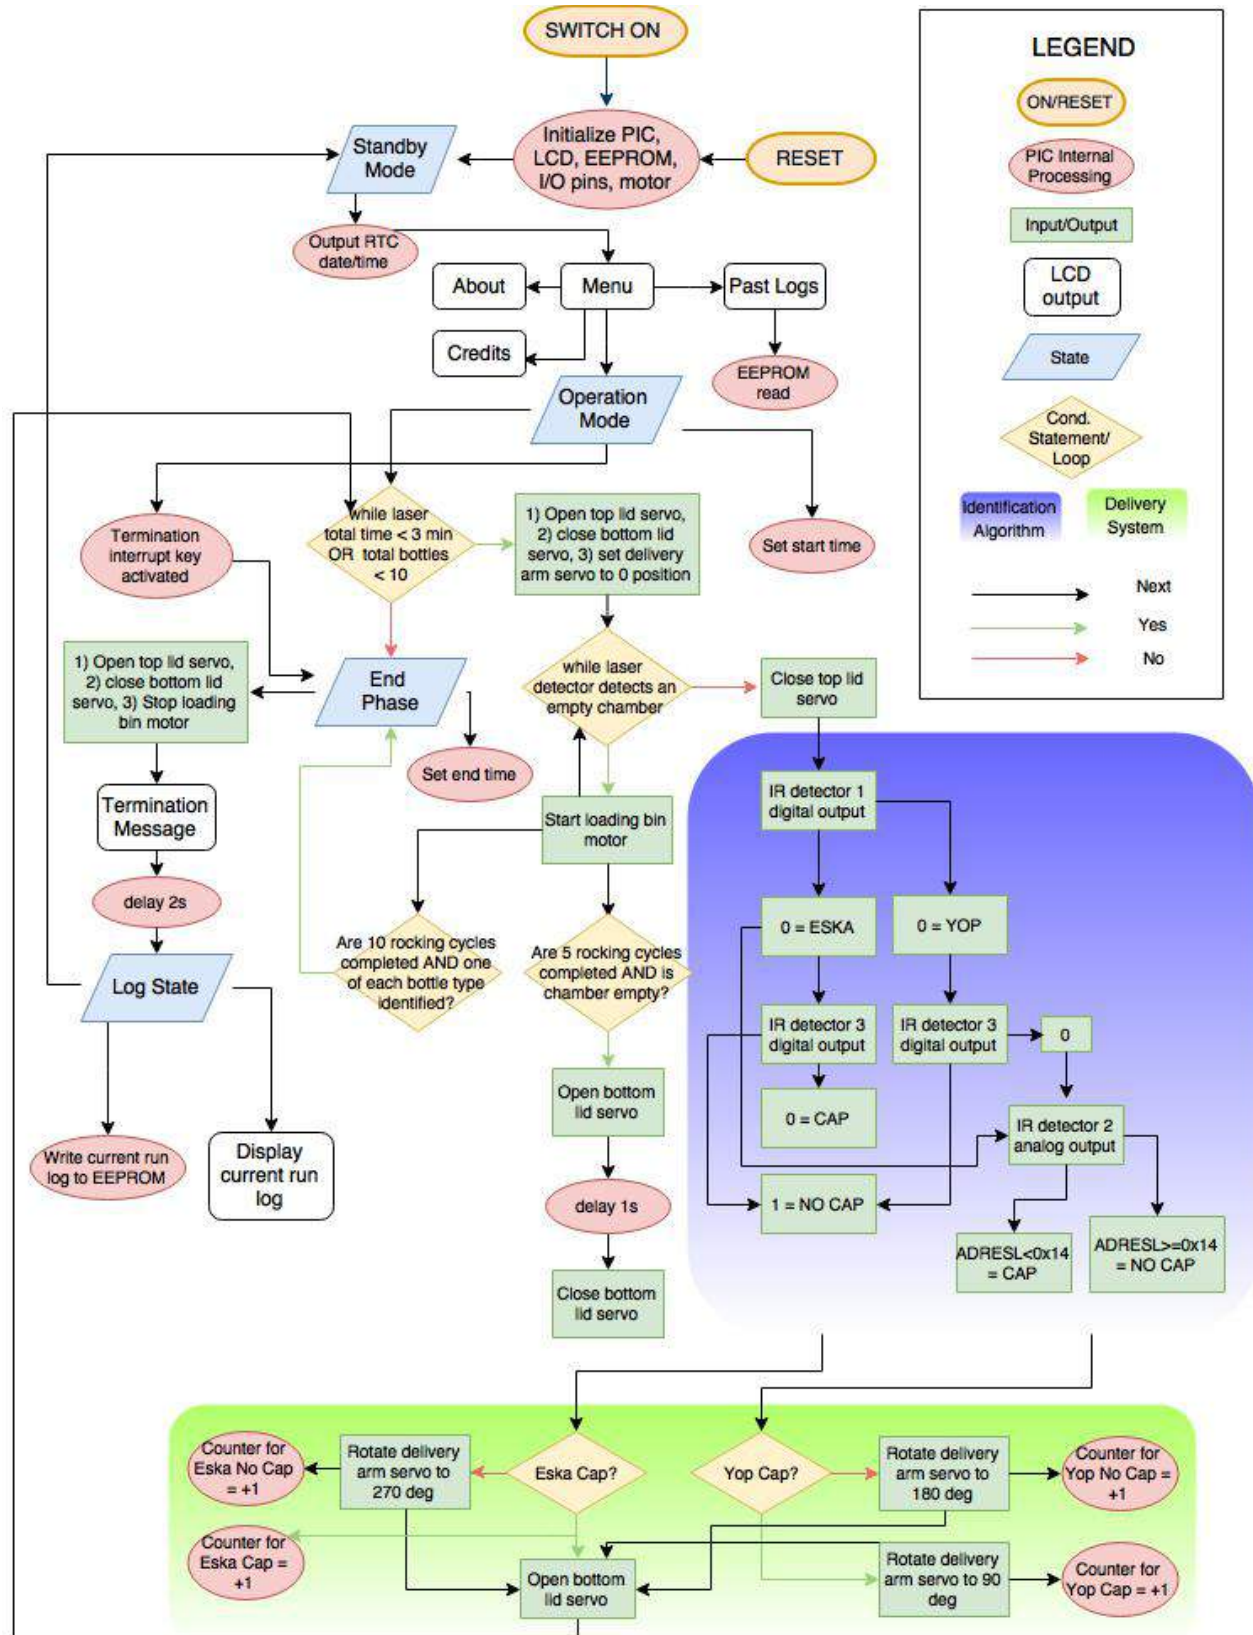 SWITCH ON
Initialize PIC,
LCD, EEPROM,
I/O pins, motor
RESET
Standby
Mode
Output RTC
date/time
About
Menu
Past Logs
Credits
EEPROM
read
Operation
Mode
Termination
interrupt key
activated
while laser
total time < 3 min
OR total bottles
< 10
1) Open top lid servo,
2) close bottom lid
servo, 3) set delivery
arm servo to 0 position
Set start time
1) Open top lid servo,
2) close bottom lid
servo, 3) Stop loading
bin motor
End
Phase
while laser
detector detects an
empty chamber
Close top lid
servo
Set end time
Termination
Message
Start loading bin
motor
delay 2s
Are 10 rocking cycles
completed AND one
of each bottle type
identified?
Are 5 rocking cycles
completed AND is
chamber empty?
Log State
Open bottom
lid servo
Write current run
log to EEPROM
Display
current run
log
delay 1s
Close bottom
lid servo
IR detector 1
digital output
0 = ESKA
0 = YOP
IR detector 3
digital output
IR detector 3
digital output
0
0 = CAP
IR detector 2
analog output
1 = NO CAP
ADRESL<0x14
= CAP
ADRESL>=0x14
= NO CAP
Counter for
Eska No Cap
= +1
Rotate delivery
arm servo to
270 deg
Eska Cap?
Yop Cap?
Rotate delivery
arm servo to
180 deg
Counter for
Yop No Cap =
+1
Counter for
Eska Cap =
+1
Open bottom
lid servo
Rotate delivery
arm servo to 90
deg
Counter for
Yop Cap = +1
LEGEND
ON/RESET
PIC Internal
Processing
Input/Output
LCD
output
State
Cond.
Statement/
Loop
Identification
Algorithm
Delivery
System
Next
Yes
No